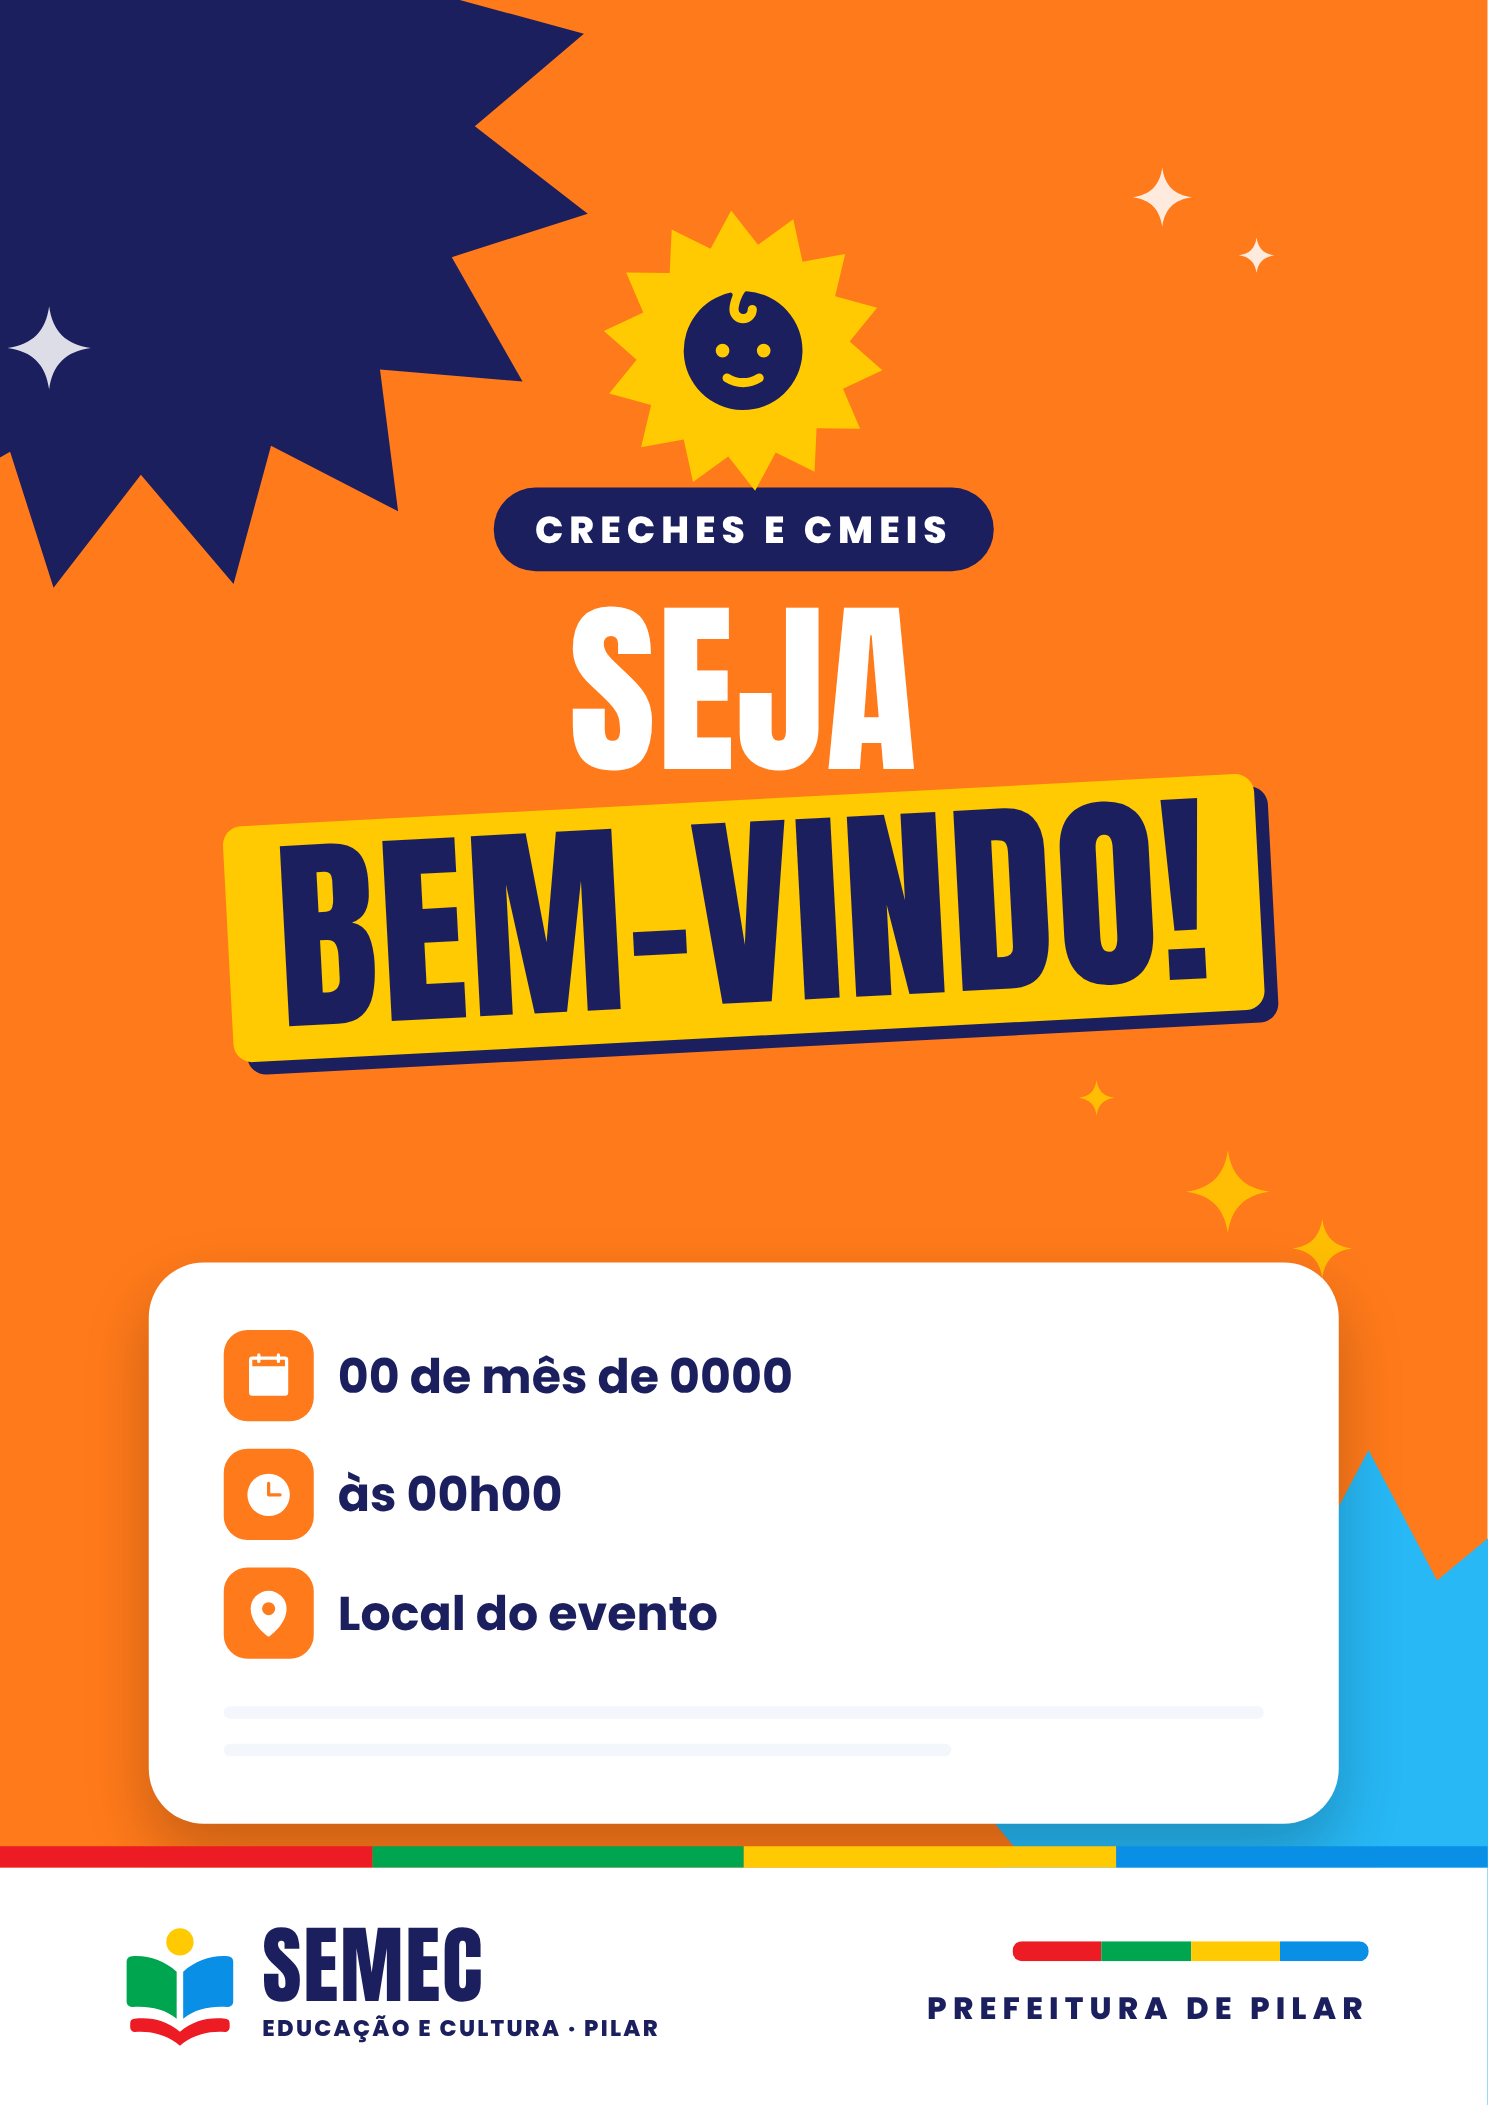 CRECHES E CMEIS
SEJA
BEM-VINDO!
00 de mês de 0000
às 00h00
Local do evento
SEMEC
EDUCAÇÃO E CULTURA · PILAR
PREFEITURA DE PILAR